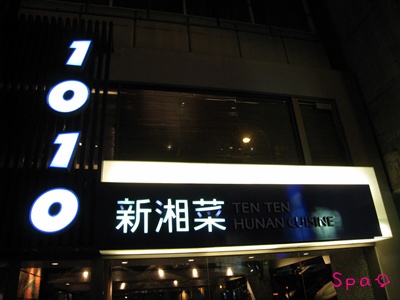 1010
新湘菜
TEN TEN
HUNAN CUISINE
Spa